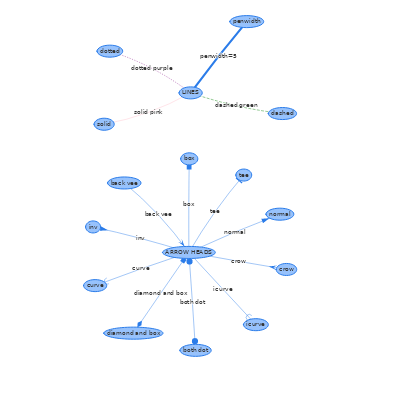 penwidth
dotted
penwidth=5
dotted purple
LINES
dashed green
solid pink
dashed
solid
box
tee
back vee
box
tee
back vee
normal
inv
normal
inv
ARROW HEADS
crow
curve
crow
curve
icurve
diamond and box
both dot
icurve
diamond and box
both dot